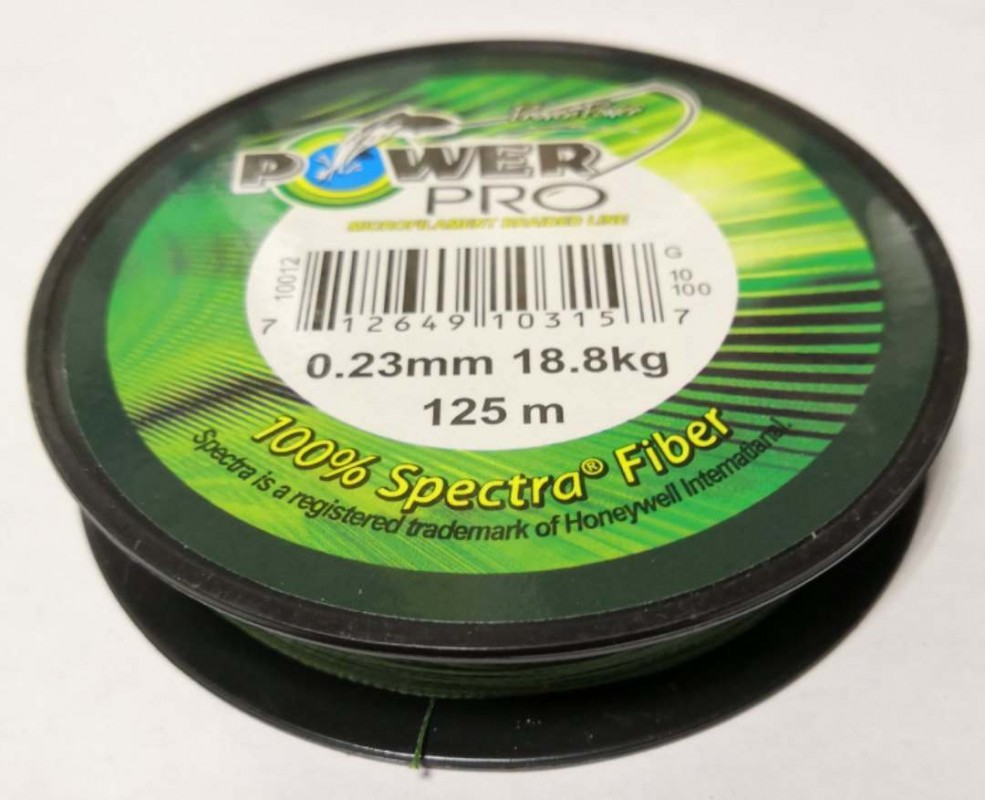 POWER
PRO
MICROFILAMENT BRAIDED LINE
10012
G
10
100
7 12649 10315 7
0.23mm 18.8kg
125 m
100% Spectra® Fiber
Spectra is a registered trademark of Honeywell International.